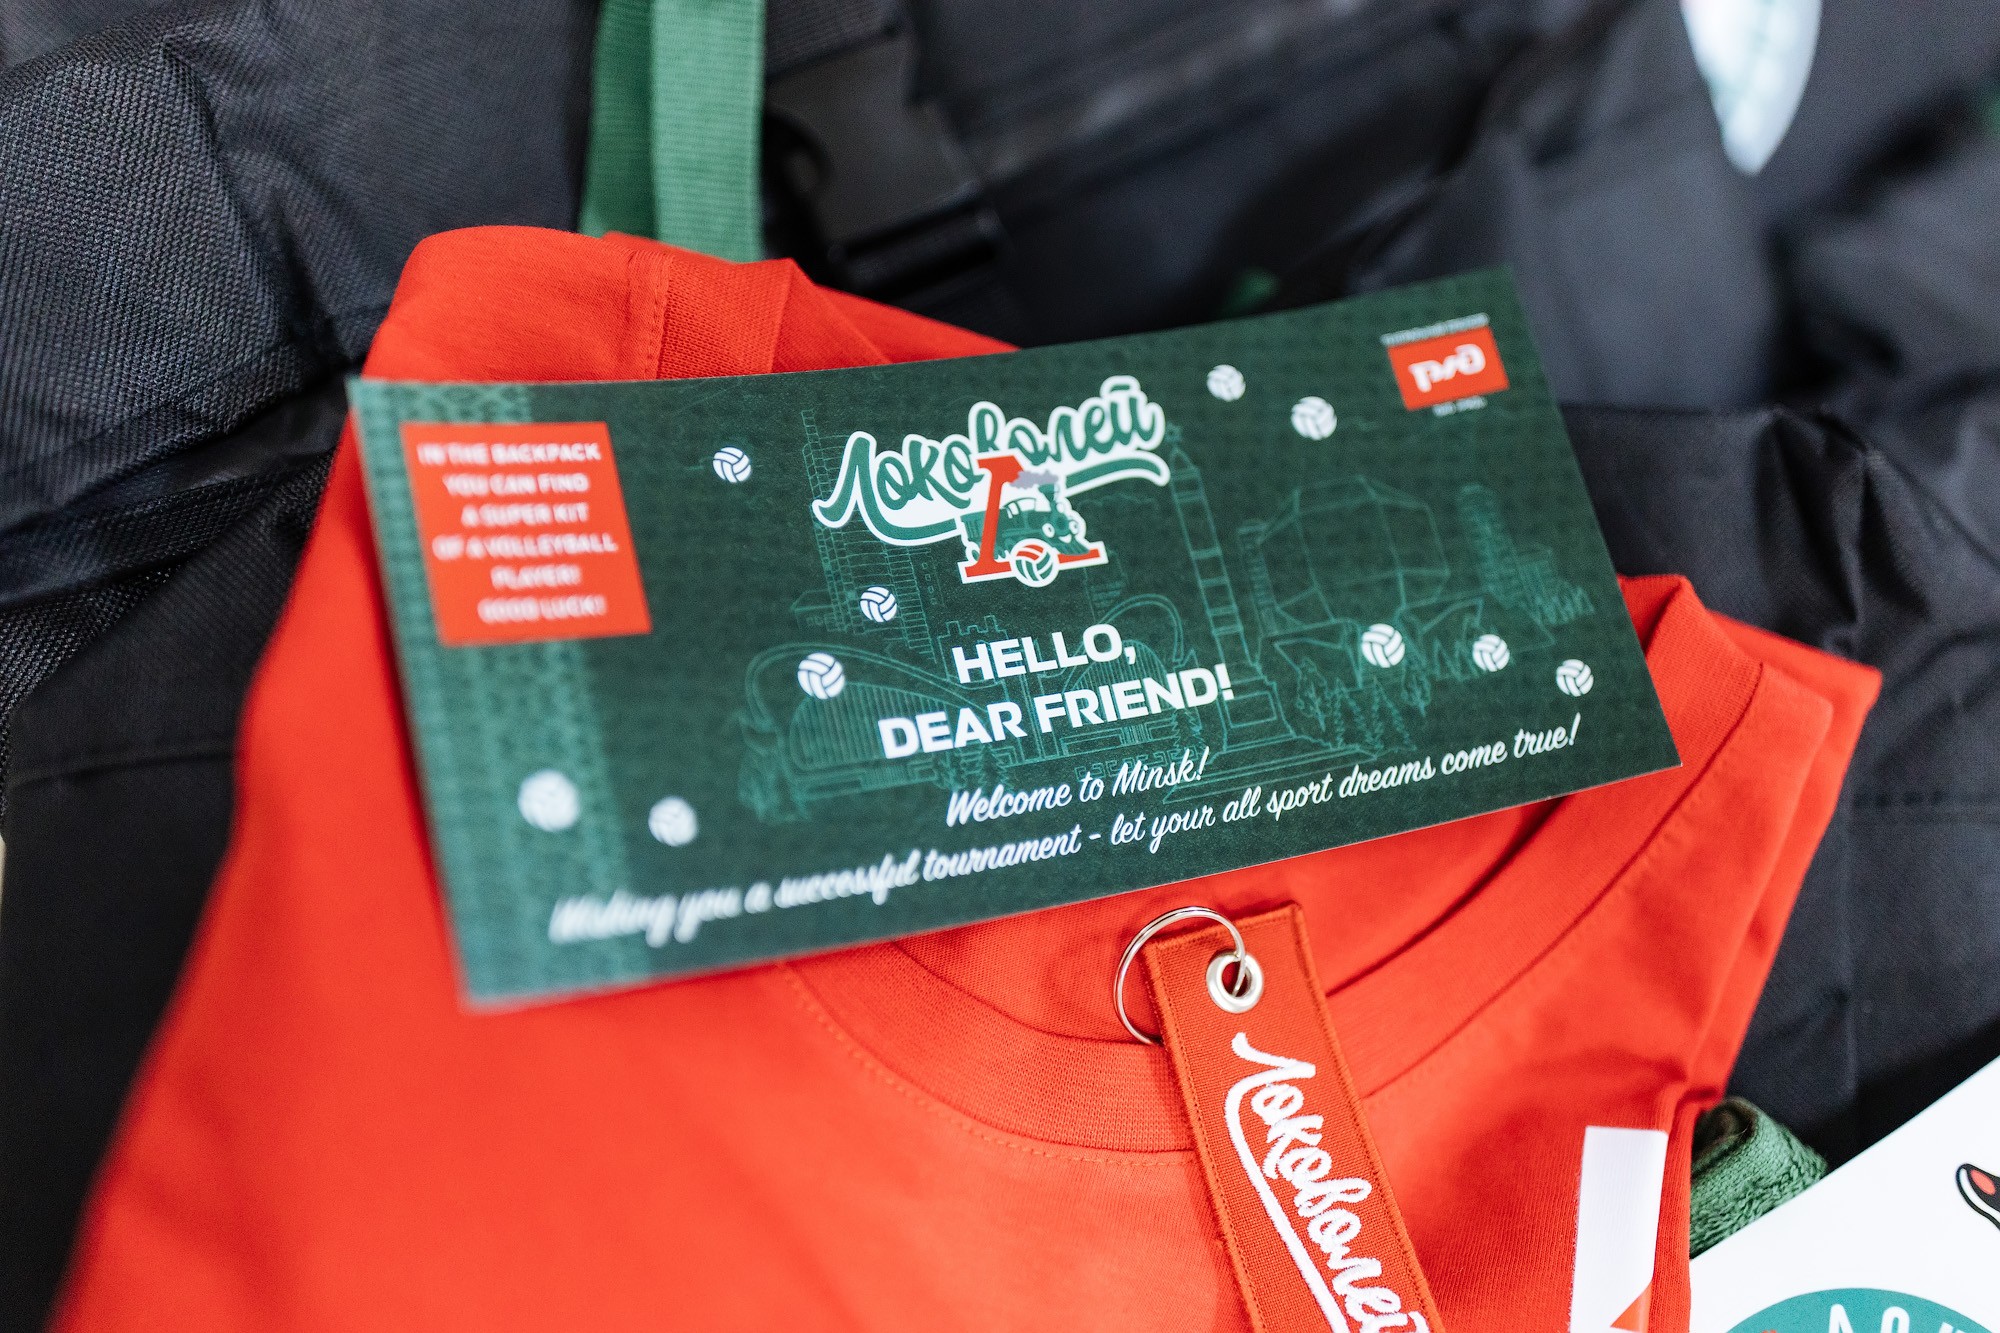 IN THE BACKPACK
YOU CAN FIND
A SUPER KIT
OF A VOLLEYBALL
PLAYER!
GOOD LUCK!
Локоволей
РЖД
HELLO,
DEAR FRIEND!
Welcome to Minsk!
Wishing you a successful tournament - let your all sport dreams come true!
Локоволей